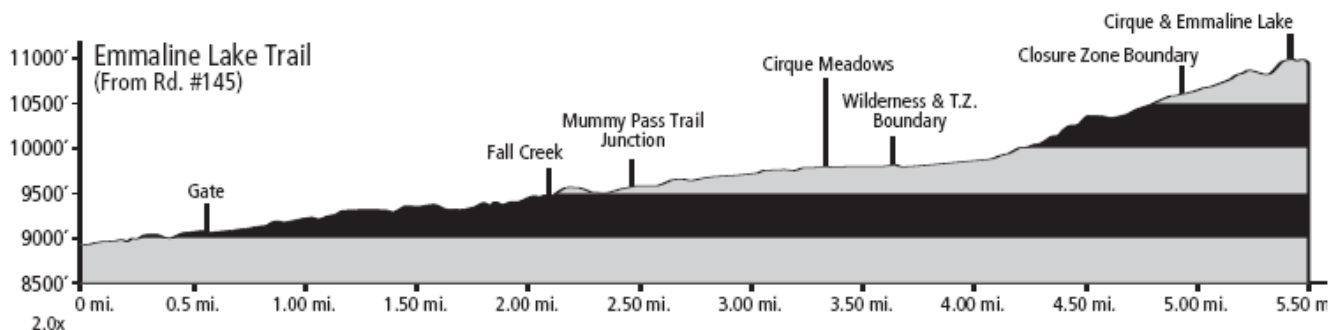 Cirque & Emmaline Lake
11000′
Emmaline Lake Trail
Closure Zone Boundary
(From Rd. #145)
Cirque Meadows
10500′
Wilderness & T.Z.
Boundary
Mummy Pass Trail
Junction
10000′
Fall Creek
9500′
Gate
9000′
8500′
0 mi.
0.5 mi.
1.00 mi.
1.50 mi.
2.00 mi.
2.50 mi.
3.00 mi.
3.50 mi.
4.00 mi.
4.50 mi.
5.00 mi.
5.50 m
2.0x